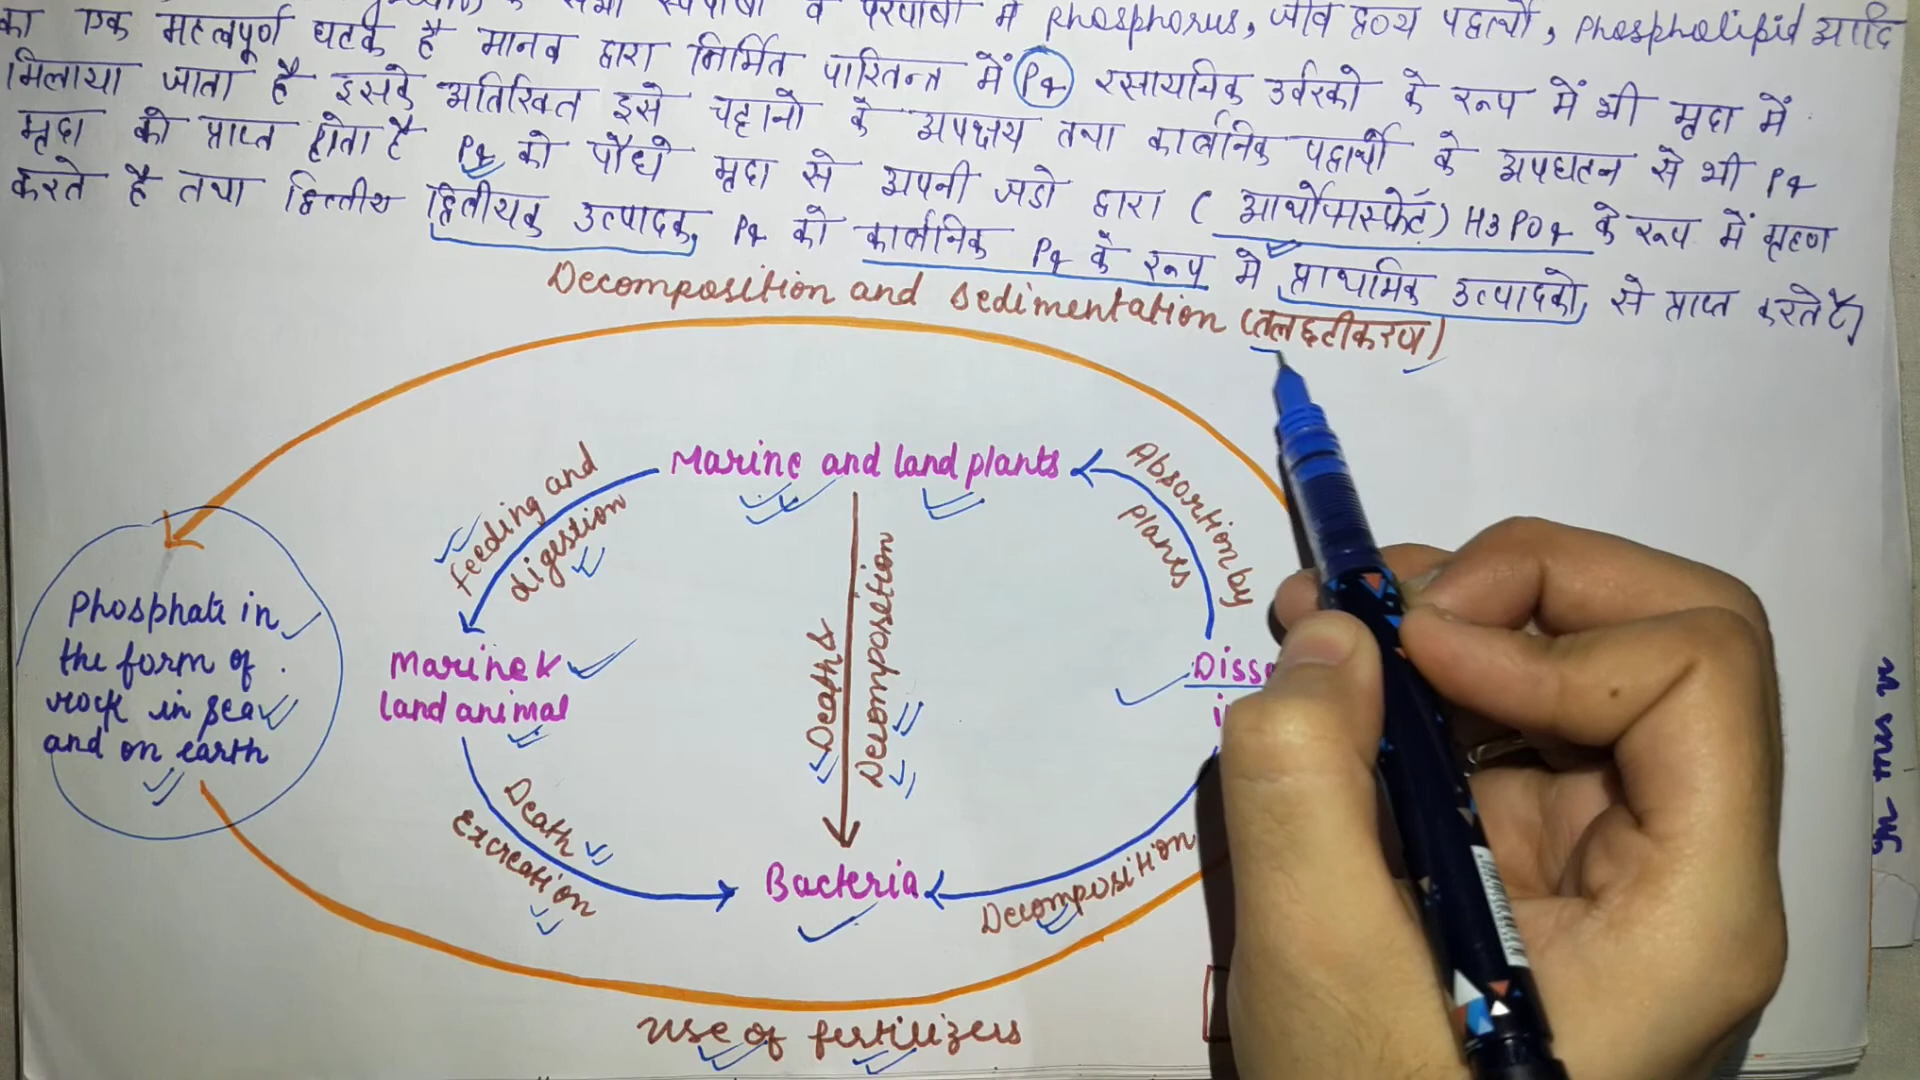 का एक महत्वपूर्ण घटक है मानव द्वारा निर्मित पारितन्त्र में P4 रसायनिक उर्वरको के रूप में भी मृदा में
मिलाया जाता है इसके अतिरिक्त इसे चट्टानो के अपक्षय तथा कार्बनिक पदार्थो के अपघटन से भी P4
मृदा को प्राप्त होता है P4 को पौधे मृदा से अपनी जडो द्वारा (आर्थोफास्फेट) H3PO4 के रूप में ग्रहण
करते है तथा द्वितीय द्वितीयक उत्पादक, P4 को कार्बनिक P4 के रूप मे प्राथमिक उत्पादको, से प्राप्त करते है
Decomposition and sedimentation (तलछटीकरण)
Marine and land plants
Absortion by
plants
feeding and
digestion
Phosphate in
the form of
rock in sea
and on earth
Marine &
land animal
Deaths
Decomposetion
Death
Excreation
Bacteria
Decomposition
Use of fertilizers